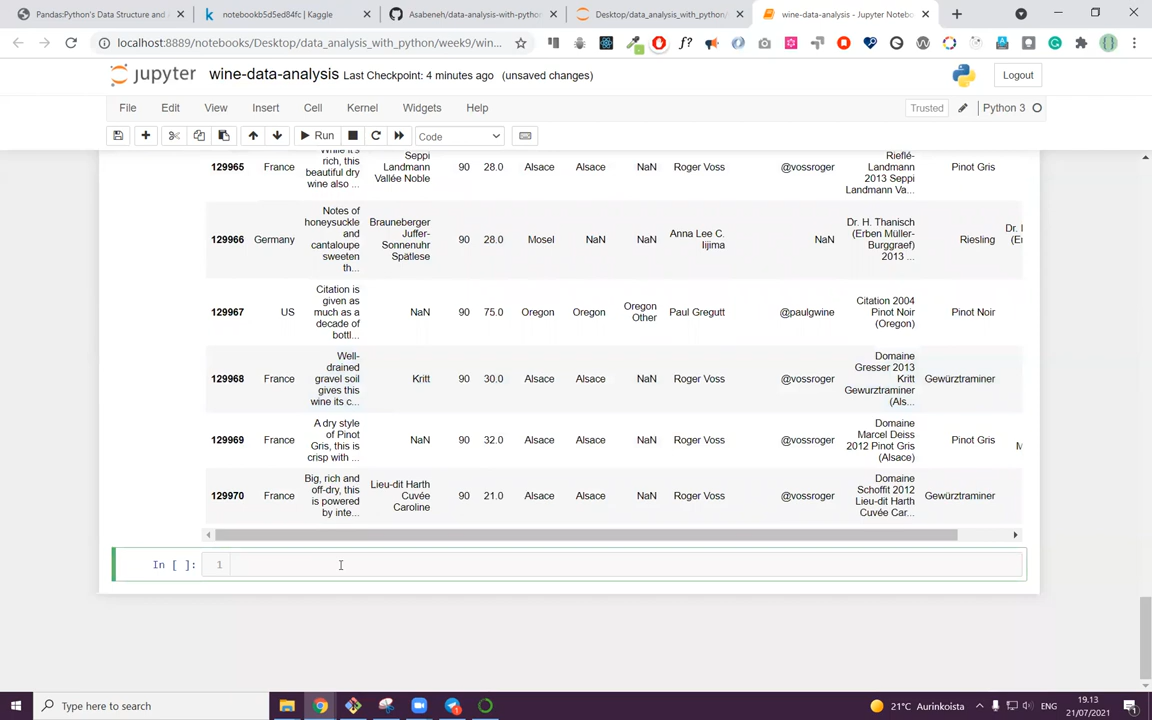 Pandas:Python's Data Structure and
notebookb5d5ed84fc | Kaggle
Asabeneh/data-analysis-with-python
Desktop/data_analysis_with_python/
wine-data-analysis - Jupyter Notebo
localhost:8889/notebooks/Desktop/data_analysis_with_python/week9/win...
jupyter wine-data-analysis Last Checkpoint: 4 minutes ago (unsaved changes)
Logout
File Edit View Insert Cell Kernel Widgets Help
Trusted Python 3
Run Code
While it's
129965 France rich, this beautiful dry wine also ... Seppi Landmann Vallée Noble 90 28.0 Alsace Alsace NaN Roger Voss @vossroger Rieflé-Landmann 2013 Seppi Landmann Va... Pinot Gris
129966 Germany Notes of honeysuckle and cantaloupe sweeten th... Brauneberger Juffer-Sonnenuhr Spätlese 90 28.0 Mosel NaN NaN Anna Lee C. Iijima NaN Dr. H. Thanisch (Erben Müller-Burggraef) 2013 ... Riesling Dr. (Er
129967 US Citation is given as much as a decade of bottl... NaN 90 75.0 Oregon Oregon Oregon Other Paul Gregutt @paulgwine Citation 2004 Pinot Noir (Oregon) Pinot Noir
129968 France Well-drained gravel soil gives this wine its c... Kritt 90 30.0 Alsace Alsace NaN Roger Voss @vossroger Domaine Gresser 2013 Kritt Gewurztraminer (Als... Gewürztraminer
129969 France A dry style of Pinot Gris, this is crisp with ... NaN 90 32.0 Alsace Alsace NaN Roger Voss @vossroger Domaine Marcel Deiss 2012 Pinot Gris (Alsace) Pinot Gris M
129970 France Big, rich and off-dry, this is powered by inte... Lieu-dit Harth Cuvée Caroline 90 21.0 Alsace Alsace NaN Roger Voss @vossroger Domaine Schoffit 2012 Lieu-dit Harth Cuvée Car... Gewürztraminer
In [ ]: 1
Type here to search
21°C Aurinkoista
ENG
19.13
21/07/2021